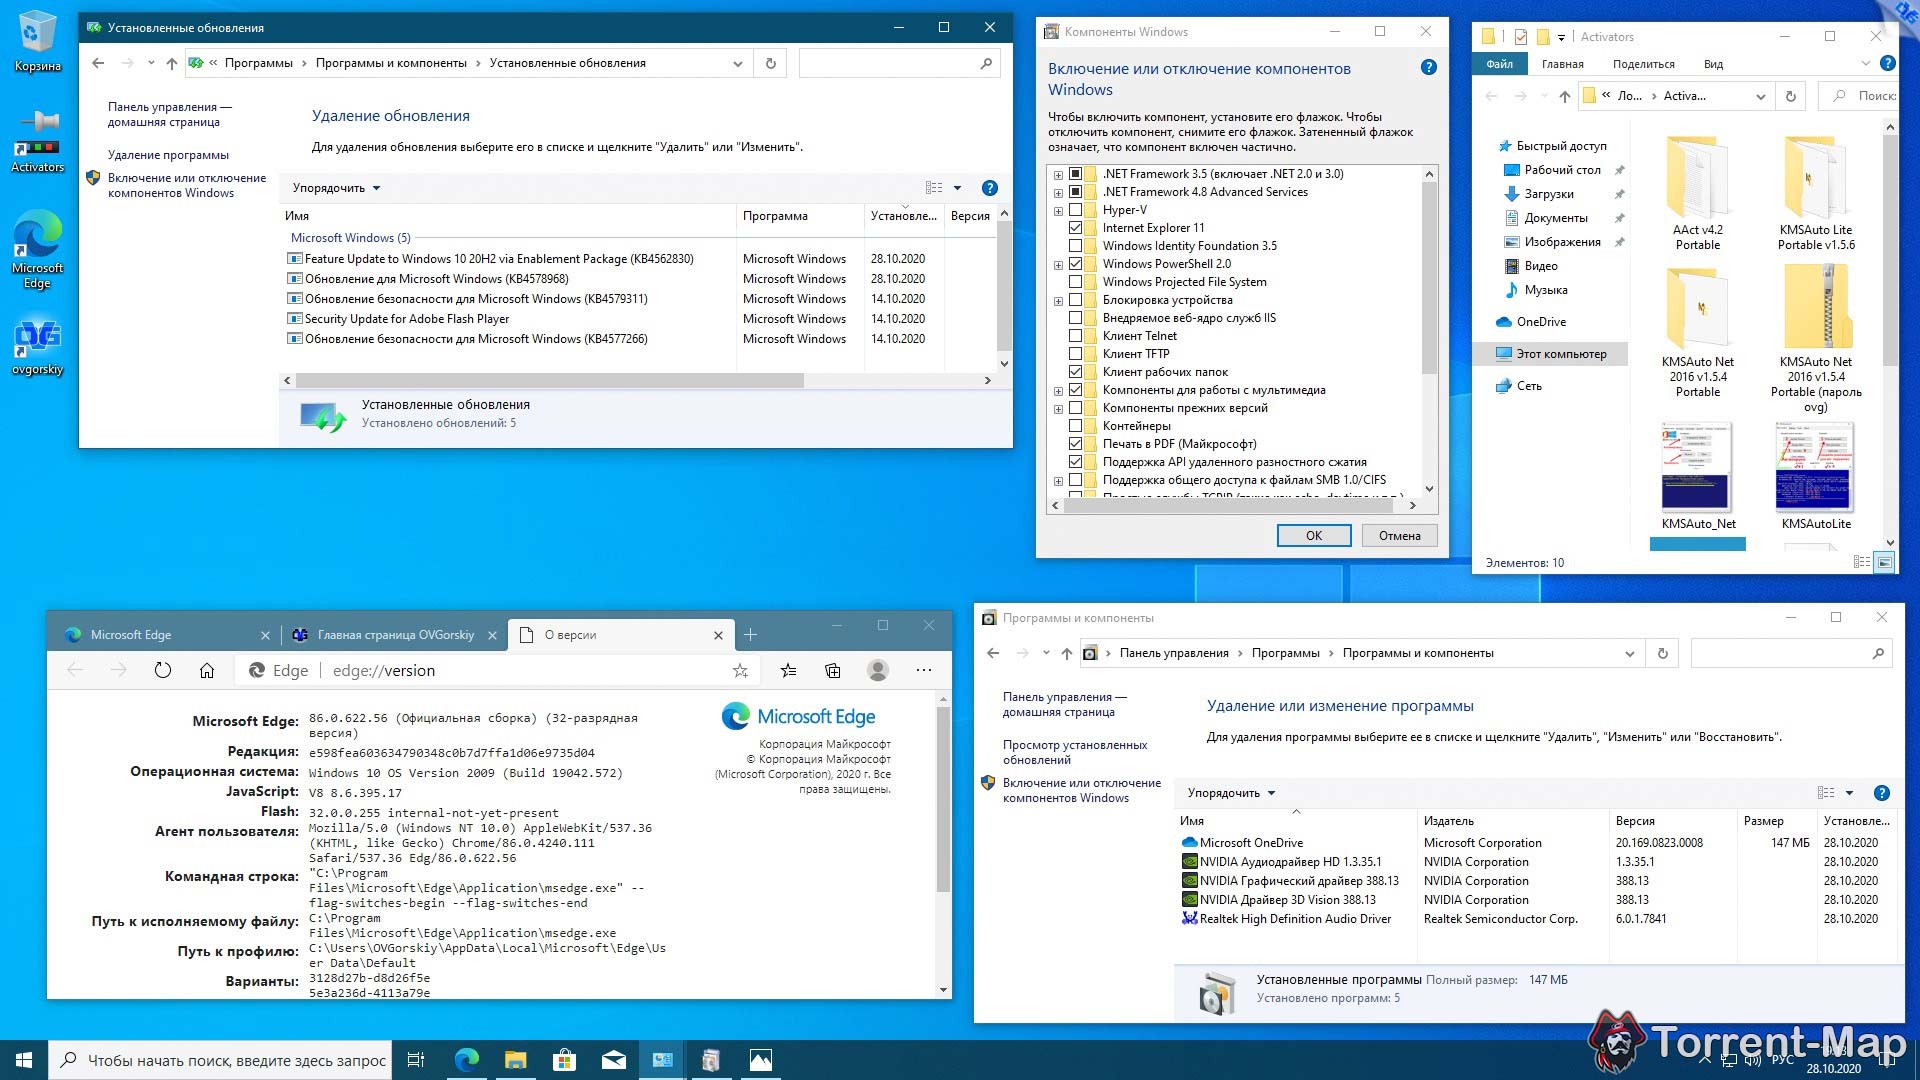 Корзина
Activators
Microsoft
Edge
ovgorskiy
Установленные обновления
« Программы › Программы и компоненты › Установленные обновления
Панель управления —
домашняя страница
Удаление программы
Включение или отключение
компонентов Windows
Удаление обновления
Для удаления обновления выберите его в списке и щелкните "Удалить" или "Изменить".
Упорядочить
Имя Программа Установле... Версия
Microsoft Windows (5)
Feature Update to Windows 10 20H2 via Enablement Package (KB4562830) Microsoft Windows 28.10.2020
Обновление для Microsoft Windows (KB4578968) Microsoft Windows 28.10.2020
Обновление безопасности для Microsoft Windows (KB4579311) Microsoft Windows 14.10.2020
Security Update for Adobe Flash Player Microsoft Windows 14.10.2020
Обновление безопасности для Microsoft Windows (KB4577266) Microsoft Windows 14.10.2020
Установленные обновления
Установлено обновлений: 5
Компоненты Windows
Включение или отключение компонентов
Windows
Чтобы включить компонент, установите его флажок. Чтобы
отключить компонент, снимите его флажок. Затененный флажок
означает, что компонент включен частично.
.NET Framework 3.5 (включает .NET 2.0 и 3.0)
.NET Framework 4.8 Advanced Services
Hyper-V
Internet Explorer 11
Windows Identity Foundation 3.5
Windows PowerShell 2.0
Windows Projected File System
Блокировка устройства
Внедряемое веб-ядро служб IIS
Клиент Telnet
Клиент TFTP
Клиент рабочих папок
Компоненты для работы с мультимедиа
Компоненты прежних версий
Контейнеры
Печать в PDF (Майкрософт)
Поддержка API удаленного разностного сжатия
Поддержка общего доступа к файлам SMB 1.0/CIFS
OK Отмена
Activators
Файл Главная Поделиться Вид
« Ло... › Activa... Поиск:
Быстрый доступ
Рабочий стол
Загрузки
Документы
Изображения
Видео
Музыка
OneDrive
Этот компьютер
Сеть
AAct v4.2
Portable
KMSAuto Lite
Portable v1.5.6
KMSAuto Net
2016 v1.5.4
Portable
KMSAuto Net
2016 v1.5.4
Portable (пароль
ovg)
KMSAuto_Net
KMSAutoLite
Элементов: 10
Microsoft Edge Главная страница OVGorskiy О версии
Edge edge://version
Microsoft Edge
Корпорация Майкрософт
© Корпорация Майкрософт
(Microsoft Corporation), 2020 г. Все
права защищены.
Microsoft Edge: 86.0.622.56 (Официальная сборка) (32-разрядная
версия)
Редакция: e598fea603634790348c0b7d7ffa1d06e9735d04
Операционная система: Windows 10 OS Version 2009 (Build 19042.572)
JavaScript: V8 8.6.395.17
Flash: 32.0.0.255 internal-not-yet-present
Агент пользователя: Mozilla/5.0 (Windows NT 10.0) AppleWebKit/537.36
(KHTML, like Gecko) Chrome/86.0.4240.111
Safari/537.36 Edg/86.0.622.56
Командная строка: "C:\Program
Files\Microsoft\Edge\Application\msedge.exe" --
flag-switches-begin --flag-switches-end
Путь к исполняемому файлу: C:\Program
Files\Microsoft\Edge\Application\msedge.exe
Путь к профилю: C:\Users\OVGorskiy\AppData\Local\Microsoft\Edge\Us
er Data\Default
Варианты: 3128d27b-d8d26f5e
5e3a236d-4113a79e
Программы и компоненты
› Панель управления › Программы › Программы и компоненты
Панель управления —
домашняя страница
Просмотр установленных
обновлений
Включение или отключение
компонентов Windows
Удаление или изменение программы
Для удаления программы выберите ее в списке и щелкните "Удалить", "Изменить" или "Восстановить".
Упорядочить
Имя Издатель Версия Размер Установле...
Microsoft OneDrive Microsoft Corporation 20.169.0823.0008 147 МБ 28.10.2020
NVIDIA Аудиодрайвер HD 1.3.35.1 NVIDIA Corporation 1.3.35.1 28.10.2020
NVIDIA Графический драйвер 388.13 NVIDIA Corporation 388.13 28.10.2020
NVIDIA Драйвер 3D Vision 388.13 NVIDIA Corporation 388.13 28.10.2020
Realtek High Definition Audio Driver Realtek Semiconductor Corp. 6.0.1.7841 28.10.2020
Установленные программы Полный размер: 147 МБ
Установлено программ: 5
Чтобы начать поиск, введите здесь запрос
Torrent-Map
РУС
28.10.2020